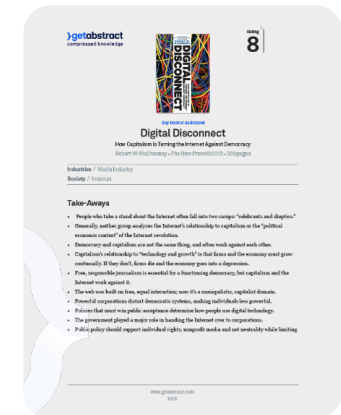 getabstract
compressed knowledge
Rating
8
DIGITAL
DISCONNECT
Buy book or audiobook
Digital Disconnect
How Capitalism Is Turning the Internet Against Democracy
Robert W. McChesney • The New Press © 2013 • 320 pages
Industries / Media Industry
Society / Internet
Take-Aways
• People who take a stand about the Internet often fall into two camps: “celebrants and skeptics.”
• Generally, neither group analyzes the Internet’s relationship to capitalism or the “political
economic context” of the Internet revolution.
• Democracy and capitalism are not the same thing, and often work against each other.
• Capitalism’s relationship to “technology and growth” is that firms and the economy must grow
continually. If they don’t, firms die and the economy goes into a depression.
• Free, responsible journalism is essential for a functioning democracy, but capitalism and the
Internet work against it.
• The web was built on free, equal interaction; now it’s a monopolistic, capitalist domain.
• Powerful corporations distort democratic systems, making individuals less powerful.
• Policies that must win public acceptance determine how people use digital technology.
• The government played a major role in handing the Internet over to corporations.
• Public policy should support individual rights, nonprofit media and net neutrality while limiting
www.getabstract.com